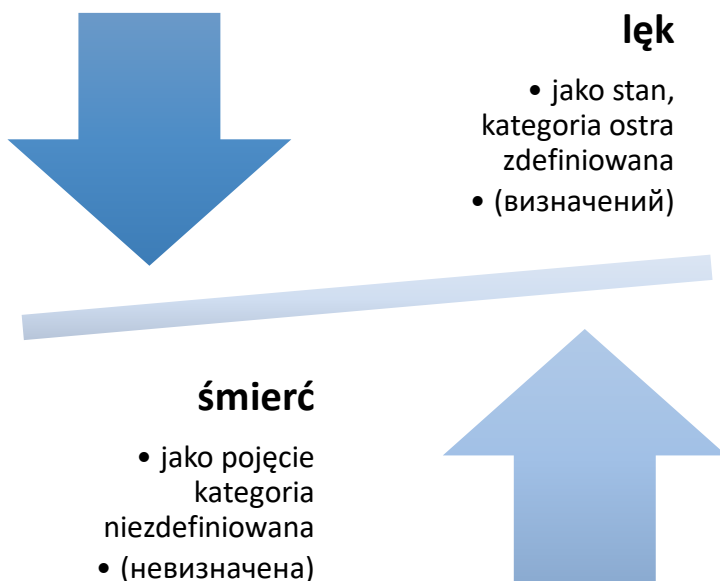 lęk
• jako stan,
kategoria ostra
zdefiniowana
• (визначений)
śmierć
• jako pojęcie
kategoria
niezdefiniowana
• (невизначена)